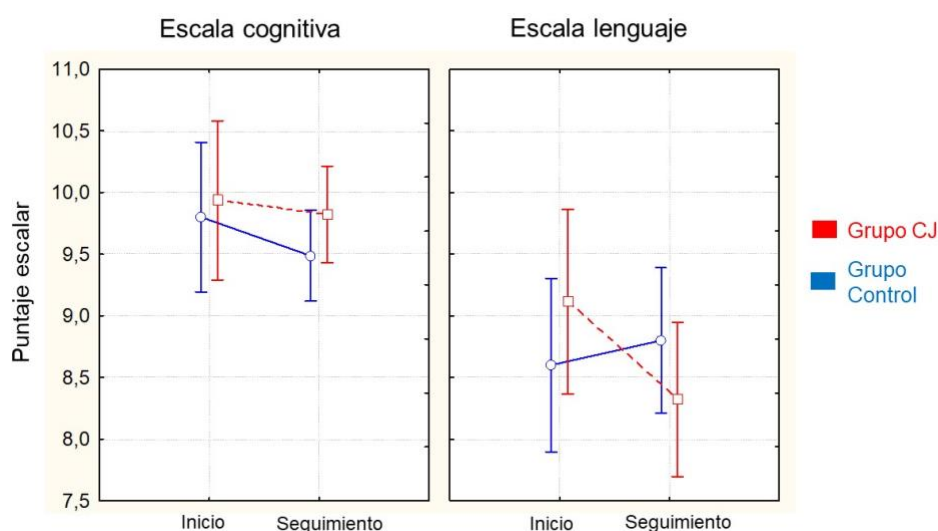 Escala cognitiva
Escala lenguaje
Puntaje escalar
11,0
10,5
10,0
9,5
9,0
8,5
8,0
7,5
Inicio
Seguimiento
Inicio
Seguimiento
Grupo CJ
Grupo
Control